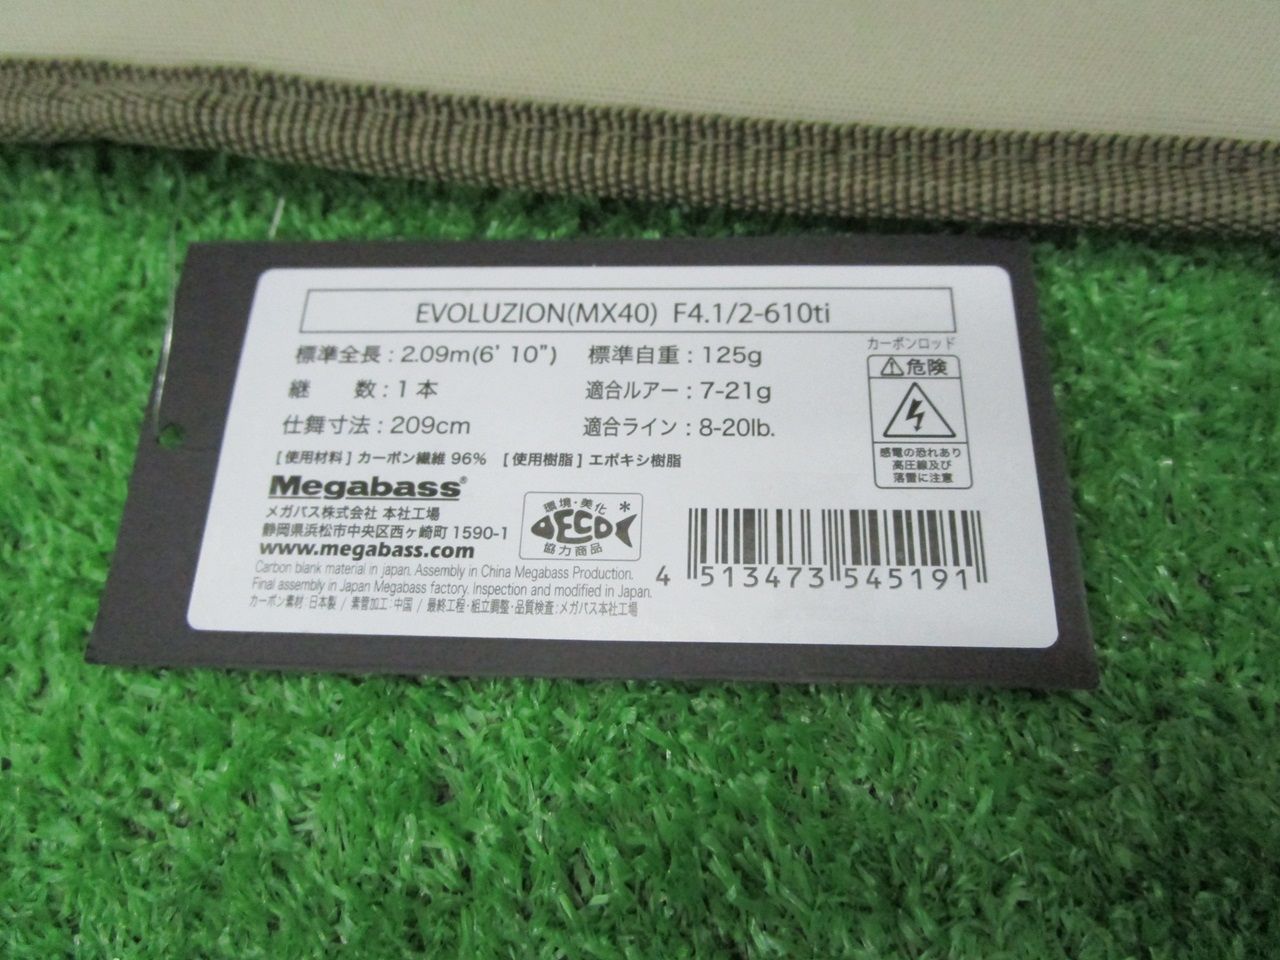 EVOLUZION(MX40) F4.1/2-610ti
標準全長 : 2.09m(6' 10") 標準自重 : 125g
継 数 : 1 本 適合ルアー : 7-21g
仕舞寸法 : 209cm 適合ライン : 8-20lb.
[ 使用材料 ] カーボン繊維 96% [ 使用樹脂 ] エポキシ樹脂
カーボンロッド
⚠危険
感電の恐れあり
高圧線及び
落雷に注意
Megabass®
メガバス株式会社 本社工場
静岡県浜松市中央区西ヶ崎町 1590-1
www.megabass.com
環境・美化
ECO
協力商品
Carbon blank material in japan. Assembly in China Megabass Production.
Final assembly in Japan Megabass factory. Inspection and modified in Japan.
カーボン素材 : 日本製 / 素管加工 : 中国 / 最終工程・組立調整・品質検査 : メガバス本社工場
4 513473 545191